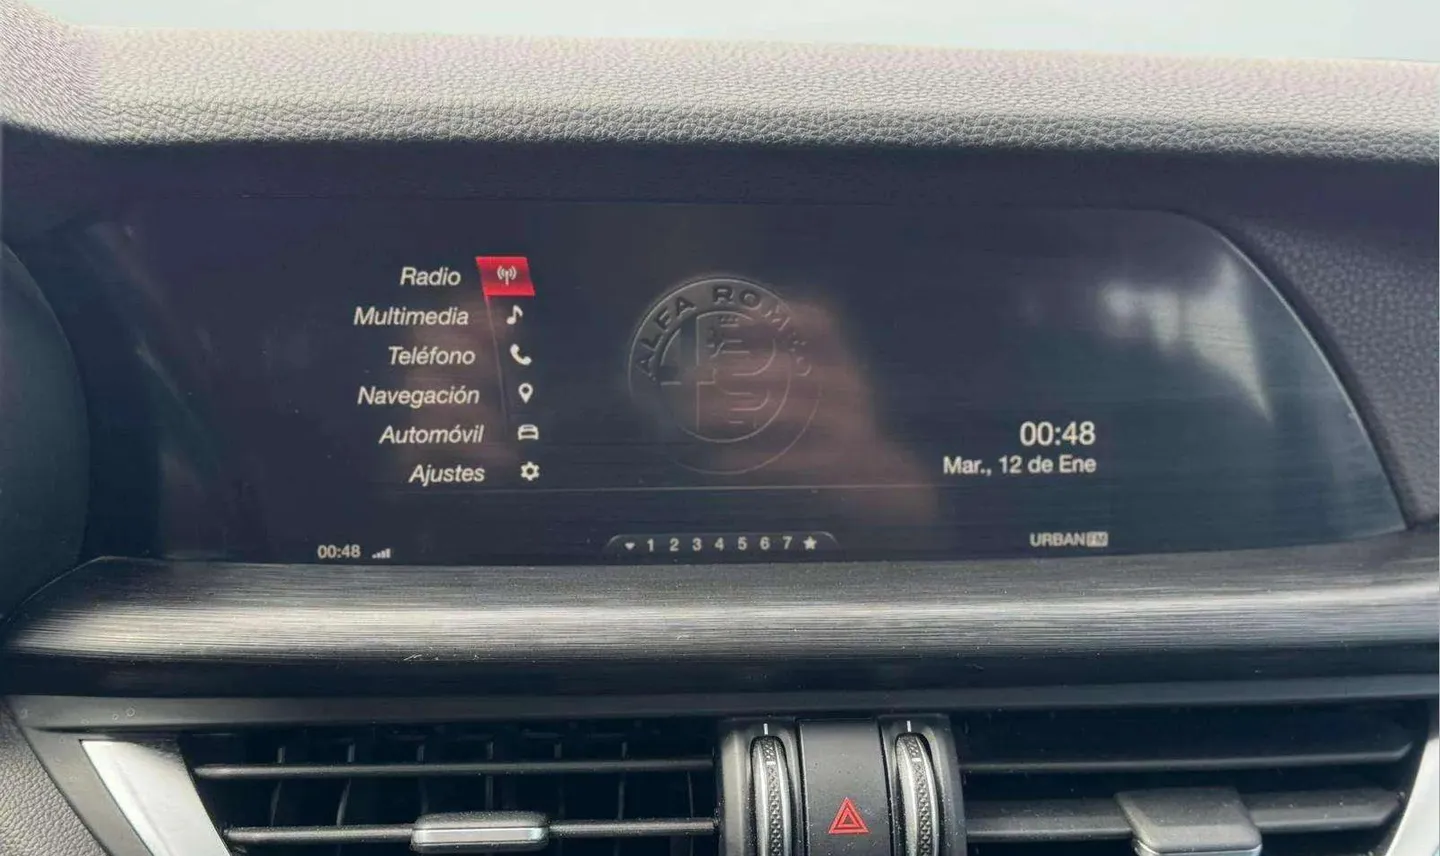 Radio
Multimedia
Teléfono
Navegación
Automóvil
Ajustes
ALFA ROMEO
00:48
Mar., 12 de Ene
00:48
1 2 3 4 5 6 7
URBAN FM